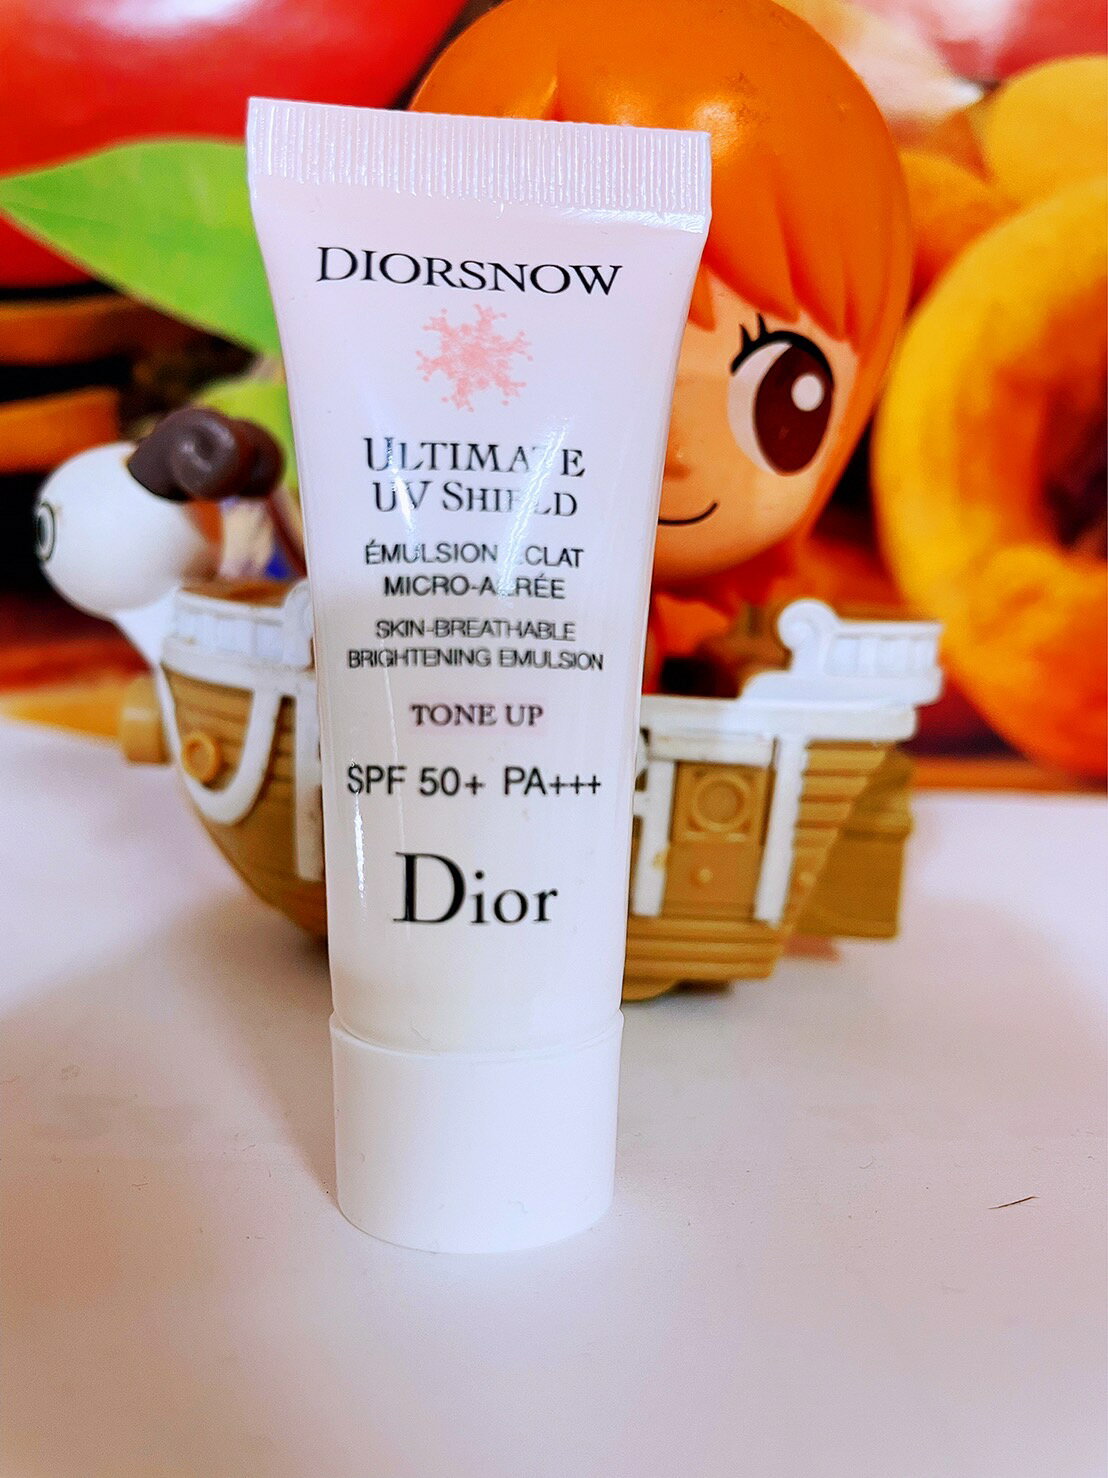 DIORSNOW
ULTIMATE
UV SHIELD
ÉMULSION ÉCLAT
MICRO-AÉRÉE
SKIN-BREATHABLE
BRIGHTENING EMULSION
TONE UP
SPF 50+ PA+++
Dior